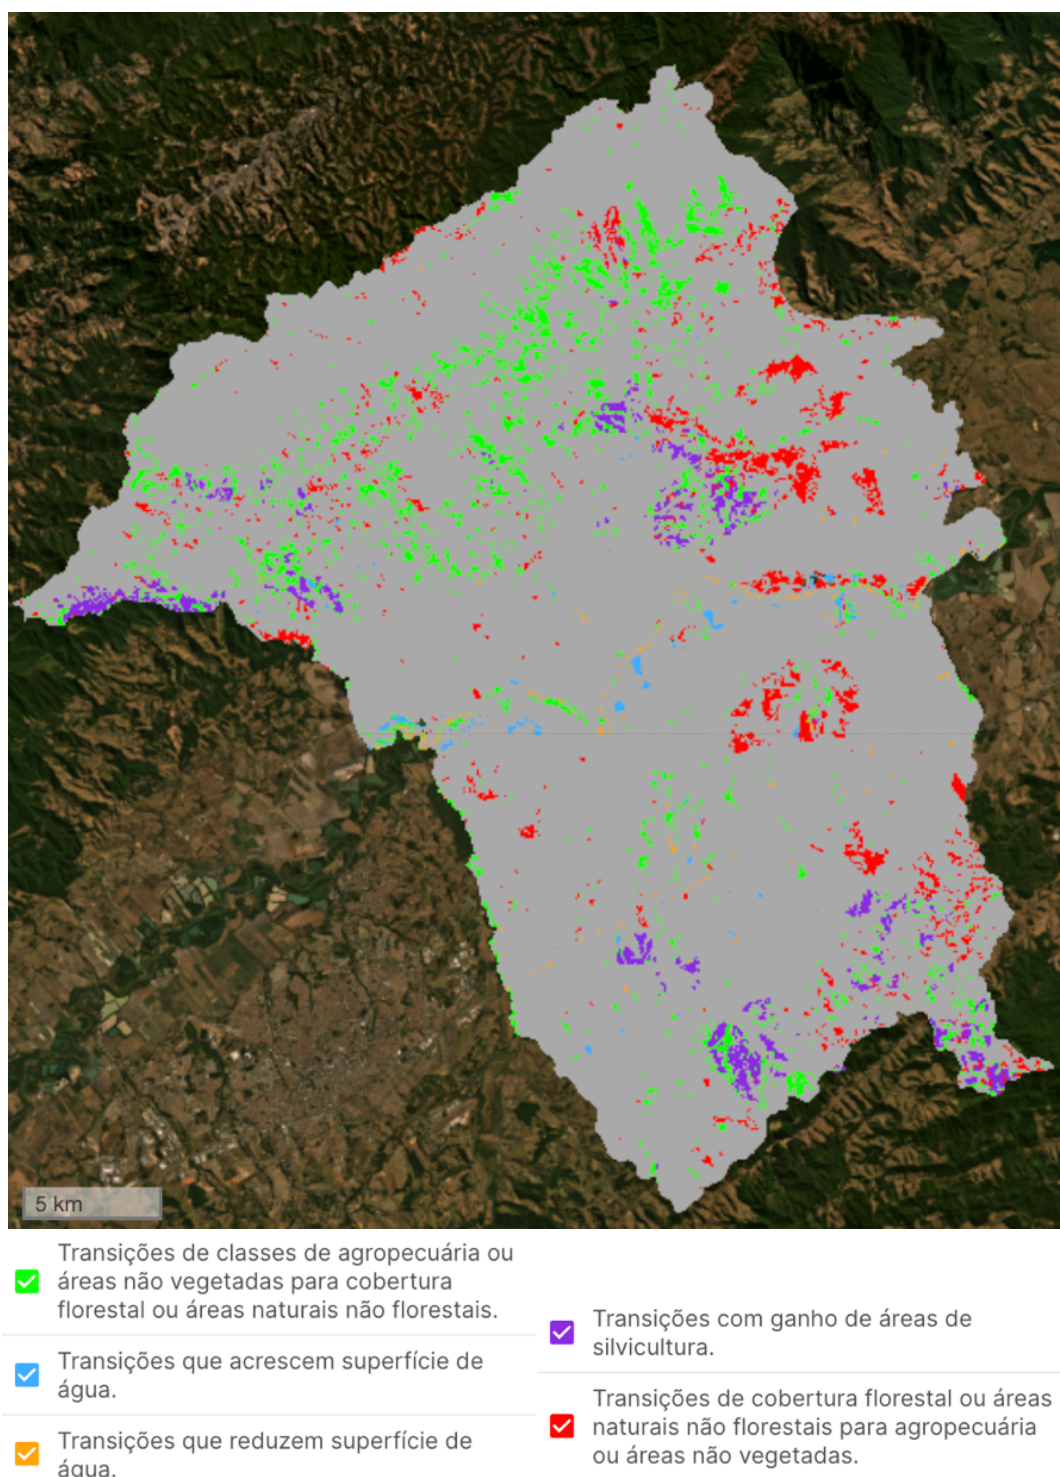 5 km
Transições de classes de agropecuária ou
áreas não vegetadas para cobertura
florestal ou áreas naturais não florestais.
Transições que acrescem superfície de
água.
Transições que reduzem superfície de
água.
Transições com ganho de áreas de
silvicultura.
Transições de cobertura florestal ou áreas
naturais não florestais para agropecuária
ou áreas não vegetadas.